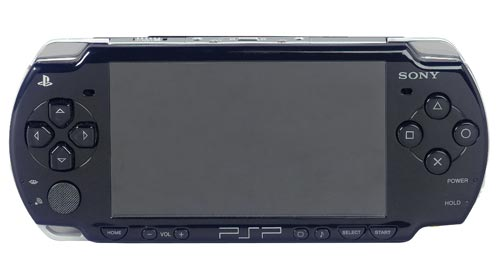 SONY
POWER
HOLD
HOME VOL PSP SELECT START